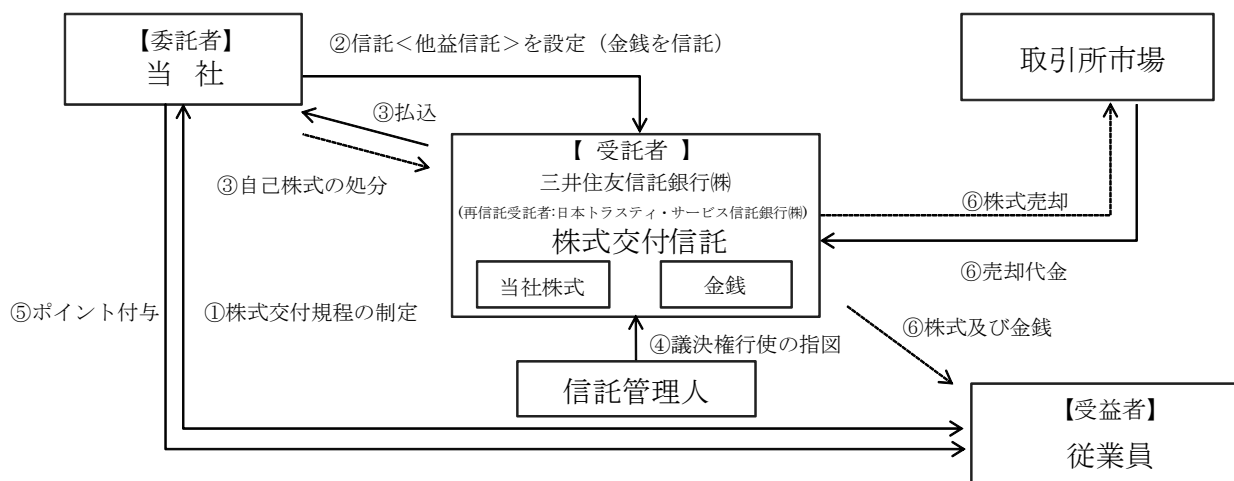 【委託者】
当 社
②信託＜他益信託＞を設定（金銭を信託）
取引所市場
③払込
③自己株式の処分
【 受託者 】
三井住友信託銀行㈱
(再信託受託者:日本トラスティ・サービス信託銀行㈱)
株式交付信託
当社株式
金銭
⑥株式売却
⑥売却代金
⑤ポイント付与
①株式交付規程の制定
⑥株式及び金銭
④議決権行使の指図
信託管理人
【受益者】
従業員